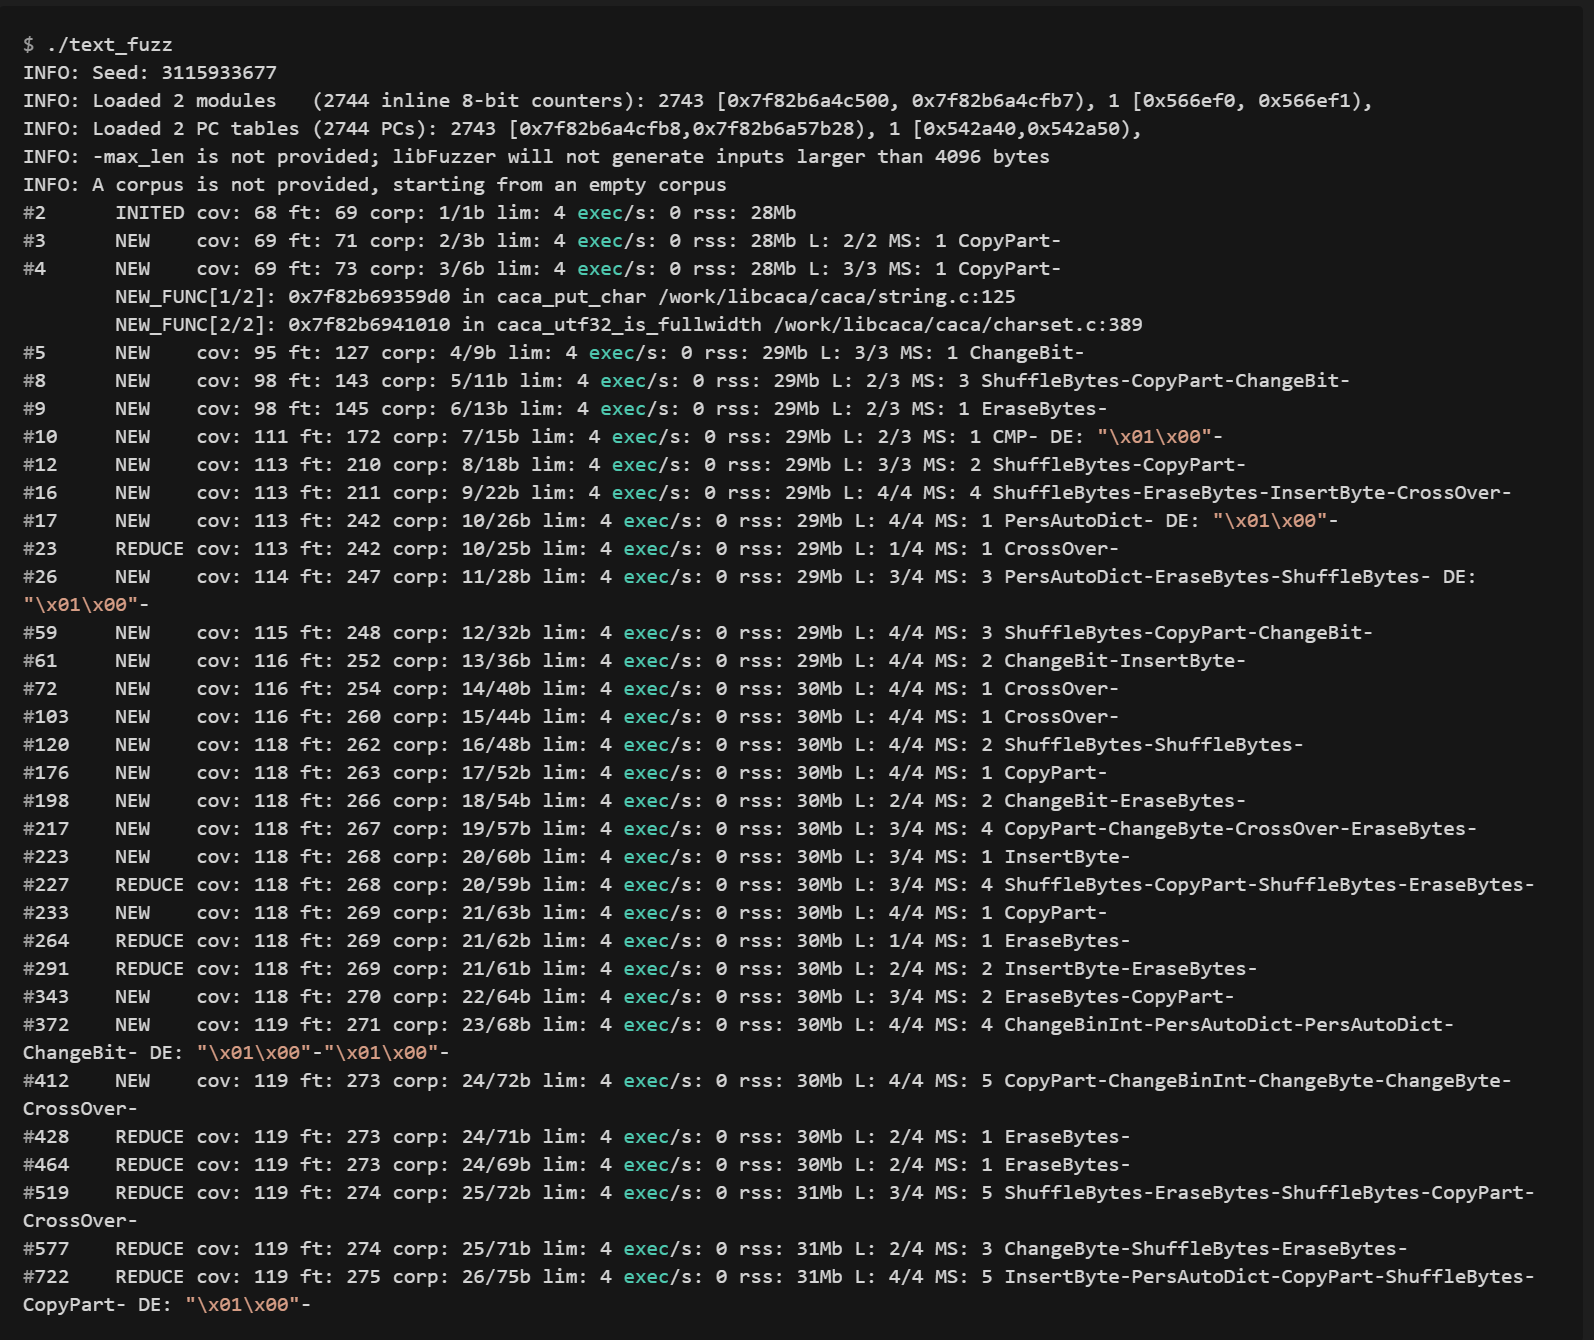 $ ./text_fuzz
INFO: Seed: 3115933677
INFO: Loaded 2 modules   (2744 inline 8-bit counters): 2743 [0x7f82b6a4c500, 0x7f82b6a4cfb7), 1 [0x566ef0, 0x566ef1),
INFO: Loaded 2 PC tables (2744 PCs): 2743 [0x7f82b6a4cfb8,0x7f82b6a57b28), 1 [0x542a40,0x542a50),
INFO: -max_len is not provided; libFuzzer will not generate inputs larger than 4096 bytes
INFO: A corpus is not provided, starting from an empty corpus
#2      INITED cov: 68 ft: 69 corp: 1/1b lim: 4 exec/s: 0 rss: 28Mb
#3      NEW    cov: 69 ft: 71 corp: 2/3b lim: 4 exec/s: 0 rss: 28Mb L: 2/2 MS: 1 CopyPart-
#4      NEW    cov: 69 ft: 73 corp: 3/6b lim: 4 exec/s: 0 rss: 28Mb L: 3/3 MS: 1 CopyPart-
        NEW_FUNC[1/2]: 0x7f82b69359d0 in caca_put_char /work/libcaca/caca/string.c:125
        NEW_FUNC[2/2]: 0x7f82b6941010 in caca_utf32_is_fullwidth /work/libcaca/caca/charset.c:389
#5      NEW    cov: 95 ft: 127 corp: 4/9b lim: 4 exec/s: 0 rss: 29Mb L: 3/3 MS: 1 ChangeBit-
#8      NEW    cov: 98 ft: 143 corp: 5/11b lim: 4 exec/s: 0 rss: 29Mb L: 2/3 MS: 3 ShuffleBytes-CopyPart-ChangeBit-
#9      NEW    cov: 98 ft: 145 corp: 6/13b lim: 4 exec/s: 0 rss: 29Mb L: 2/3 MS: 1 EraseBytes-
#10     NEW    cov: 111 ft: 172 corp: 7/15b lim: 4 exec/s: 0 rss: 29Mb L: 2/3 MS: 1 CMP- DE: "\x01\x00"-
#12     NEW    cov: 113 ft: 210 corp: 8/18b lim: 4 exec/s: 0 rss: 29Mb L: 3/3 MS: 2 ShuffleBytes-CopyPart-
#16     NEW    cov: 113 ft: 211 corp: 9/22b lim: 4 exec/s: 0 rss: 29Mb L: 4/4 MS: 4 ShuffleBytes-EraseBytes-InsertByte-CrossOver-
#17     NEW    cov: 113 ft: 242 corp: 10/26b lim: 4 exec/s: 0 rss: 29Mb L: 4/4 MS: 1 PersAutoDict- DE: "\x01\x00"-
#23     REDUCE cov: 113 ft: 242 corp: 10/25b lim: 4 exec/s: 0 rss: 29Mb L: 1/4 MS: 1 CrossOver-
#26     NEW    cov: 114 ft: 247 corp: 11/28b lim: 4 exec/s: 0 rss: 29Mb L: 3/4 MS: 3 PersAutoDict-EraseBytes-ShuffleBytes- DE:
"\x01\x00"-
#59     NEW    cov: 115 ft: 248 corp: 12/32b lim: 4 exec/s: 0 rss: 29Mb L: 4/4 MS: 3 ShuffleBytes-CopyPart-ChangeBit-
#61     NEW    cov: 116 ft: 252 corp: 13/36b lim: 4 exec/s: 0 rss: 29Mb L: 4/4 MS: 2 ChangeBit-InsertByte-
#72     NEW    cov: 116 ft: 254 corp: 14/40b lim: 4 exec/s: 0 rss: 30Mb L: 4/4 MS: 1 CrossOver-
#103    NEW    cov: 116 ft: 260 corp: 15/44b lim: 4 exec/s: 0 rss: 30Mb L: 4/4 MS: 1 CrossOver-
#120    NEW    cov: 118 ft: 262 corp: 16/48b lim: 4 exec/s: 0 rss: 30Mb L: 4/4 MS: 2 ShuffleBytes-ShuffleBytes-
#176    NEW    cov: 118 ft: 263 corp: 17/52b lim: 4 exec/s: 0 rss: 30Mb L: 4/4 MS: 1 CopyPart-
#198    NEW    cov: 118 ft: 266 corp: 18/54b lim: 4 exec/s: 0 rss: 30Mb L: 2/4 MS: 2 ChangeBit-EraseBytes-
#217    NEW    cov: 118 ft: 267 corp: 19/57b lim: 4 exec/s: 0 rss: 30Mb L: 3/4 MS: 4 CopyPart-ChangeByte-CrossOver-EraseBytes-
#223    NEW    cov: 118 ft: 268 corp: 20/60b lim: 4 exec/s: 0 rss: 30Mb L: 3/4 MS: 1 InsertByte-
#227    REDUCE cov: 118 ft: 268 corp: 20/59b lim: 4 exec/s: 0 rss: 30Mb L: 3/4 MS: 4 ShuffleBytes-CopyPart-ShuffleBytes-EraseBytes-
#233    NEW    cov: 118 ft: 269 corp: 21/63b lim: 4 exec/s: 0 rss: 30Mb L: 4/4 MS: 1 CopyPart-
#264    REDUCE cov: 118 ft: 269 corp: 21/62b lim: 4 exec/s: 0 rss: 30Mb L: 1/4 MS: 1 EraseBytes-
#291    REDUCE cov: 118 ft: 269 corp: 21/61b lim: 4 exec/s: 0 rss: 30Mb L: 2/4 MS: 2 InsertByte-EraseBytes-
#343    NEW    cov: 118 ft: 270 corp: 22/64b lim: 4 exec/s: 0 rss: 30Mb L: 3/4 MS: 2 EraseBytes-CopyPart-
#372    NEW    cov: 119 ft: 271 corp: 23/68b lim: 4 exec/s: 0 rss: 30Mb L: 4/4 MS: 4 ChangeBinInt-PersAutoDict-PersAutoDict-
ChangeBit- DE: "\x01\x00"-"\x01\x00"-
#412    NEW    cov: 119 ft: 273 corp: 24/72b lim: 4 exec/s: 0 rss: 30Mb L: 4/4 MS: 5 CopyPart-ChangeBinInt-ChangeByte-ChangeByte-
CrossOver-
#428    REDUCE cov: 119 ft: 273 corp: 24/71b lim: 4 exec/s: 0 rss: 30Mb L: 2/4 MS: 1 EraseBytes-
#464    REDUCE cov: 119 ft: 273 corp: 24/69b lim: 4 exec/s: 0 rss: 30Mb L: 2/4 MS: 1 EraseBytes-
#519    REDUCE cov: 119 ft: 274 corp: 25/72b lim: 4 exec/s: 0 rss: 31Mb L: 3/4 MS: 5 ShuffleBytes-EraseBytes-ShuffleBytes-CopyPart-
CrossOver-
#577    REDUCE cov: 119 ft: 274 corp: 25/71b lim: 4 exec/s: 0 rss: 31Mb L: 2/4 MS: 3 ChangeByte-ShuffleBytes-EraseBytes-
#722    REDUCE cov: 119 ft: 275 corp: 26/75b lim: 4 exec/s: 0 rss: 31Mb L: 4/4 MS: 5 InsertByte-PersAutoDict-CopyPart-ShuffleBytes-
CopyPart- DE: "\x01\x00"-